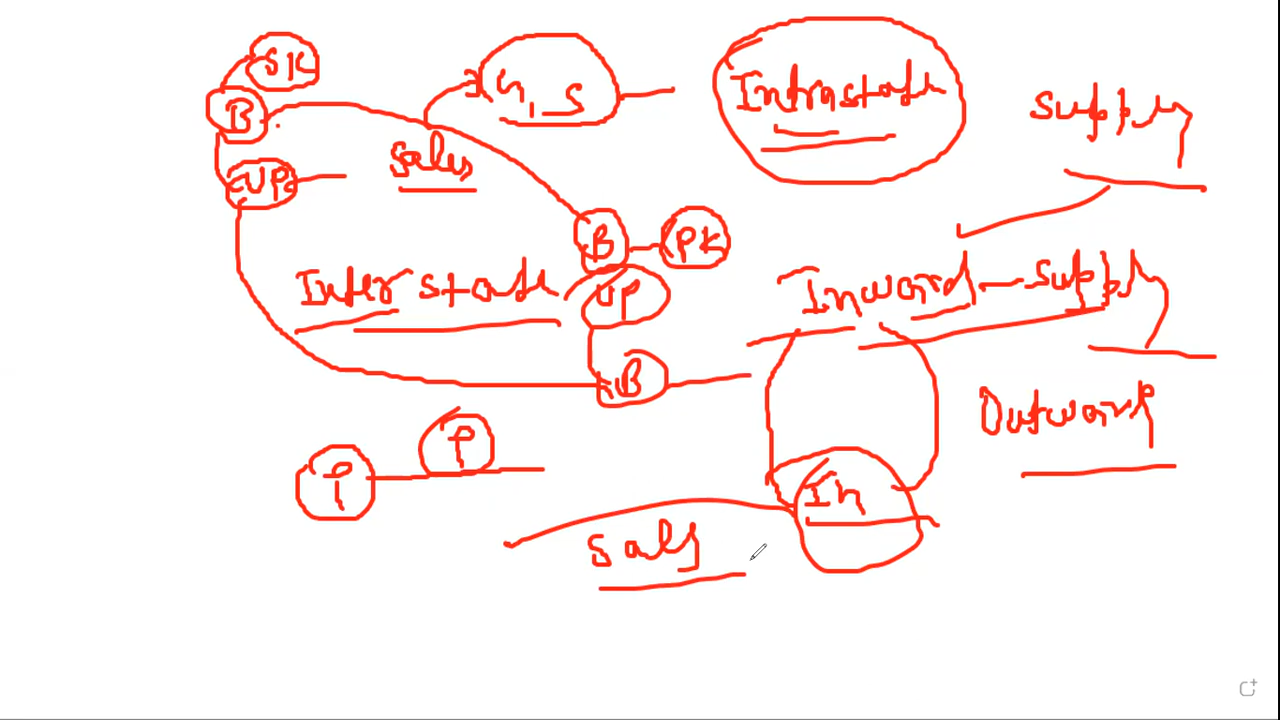 SK
B
G, S
Intrastate
Supply
UP
Sales
B
PK
Interstate
UP
Inward Supply
B
Outward
P
P
In
Sales